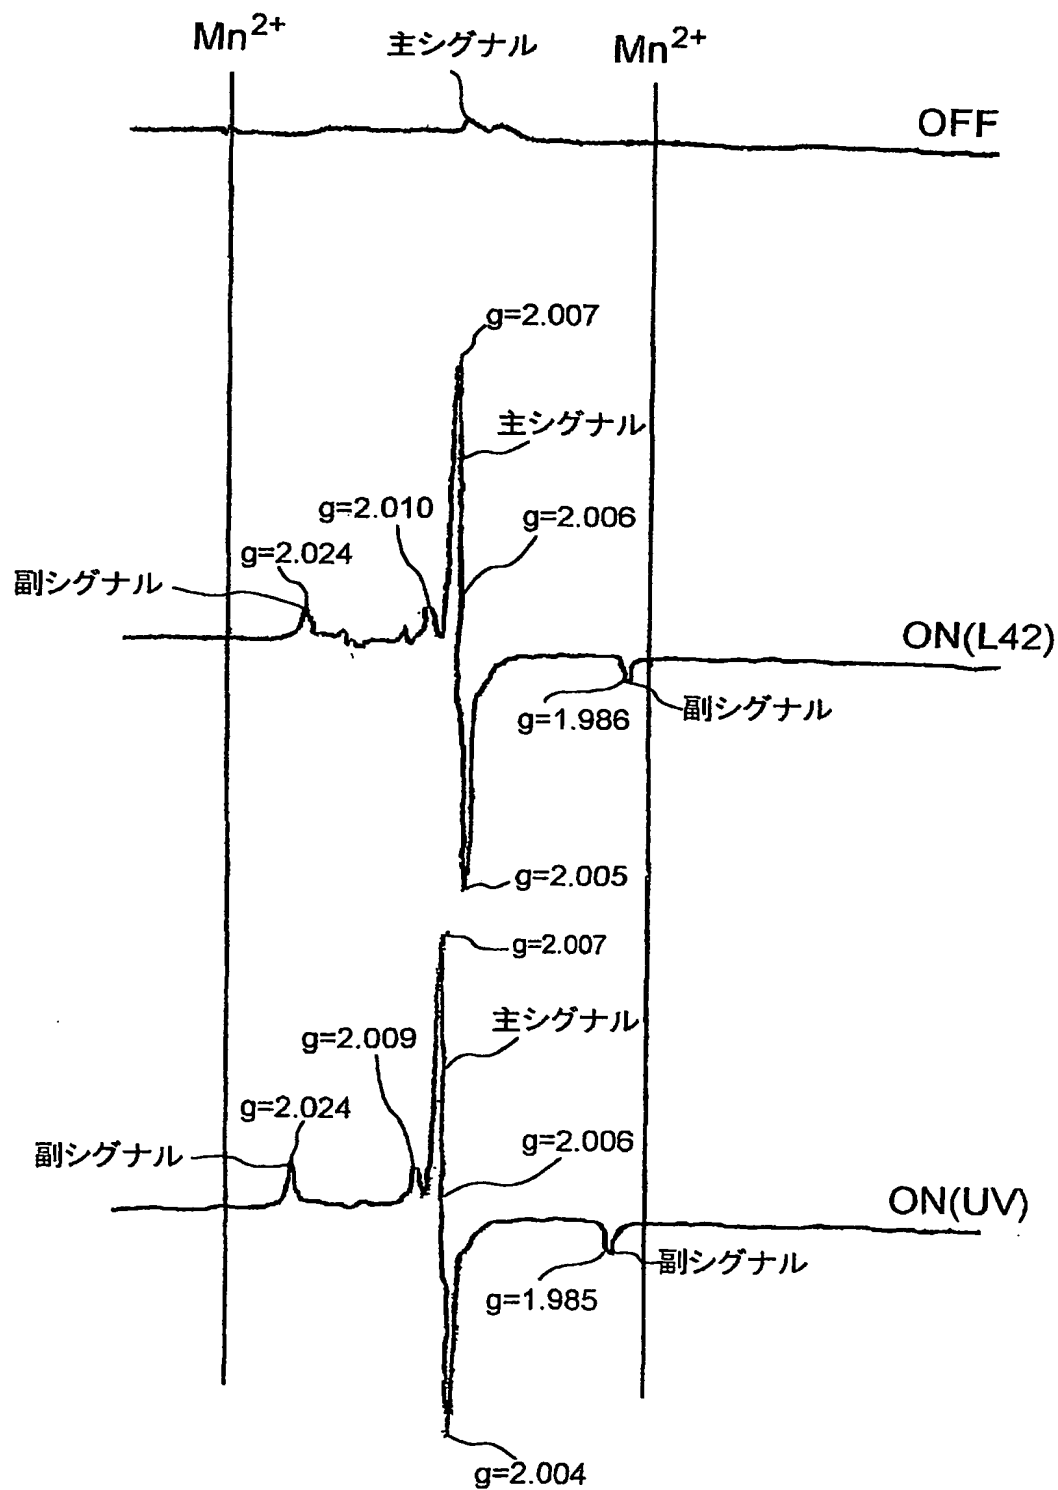 Mn²⁺
主シグナル
Mn²⁺
OFF
g=2.007
主シグナル
g=2.010
g=2.006
g=2.024
副シグナル
ON(L42)
g=1.986
副シグナル
g=2.005
g=2.007
主シグナル
g=2.009
g=2.024
g=2.006
副シグナル
ON(UV)
副シグナル
g=1.985
g=2.004